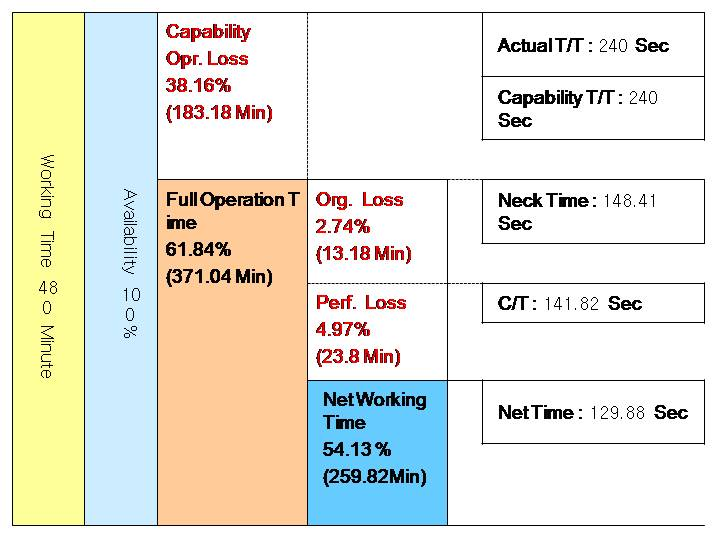 Working Time 48
0 Minute
Availability 10
0%
Capability
Opr. Loss
38.16%
(183.18 Min)
Full Operation T
ime
61.84%
(371.04 Min)
Org. Loss
2.74%
(13.18 Min)
Perf. Loss
4.97%
(23.8 Min)
Net Working
Time
54.13 %
(259.82Min)
Actual T/T : 240 Sec
Capability T/T : 240
Sec
Neck Time : 148.41
Sec
C/T : 141.82 Sec
Net Time : 129.88 Sec